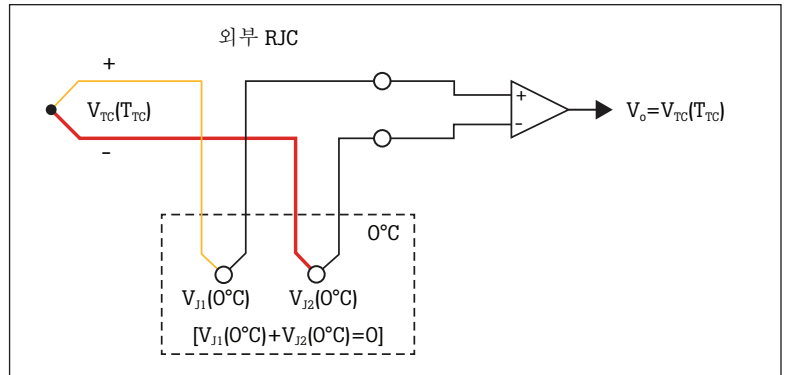 외부 RJC
+
V_TC(T_TC)
−
+
−
V_o=V_TC(T_TC)
0°C
V_J1(0°C) V_J2(0°C)
[V_J1(0°C)+V_J2(0°C)=0]